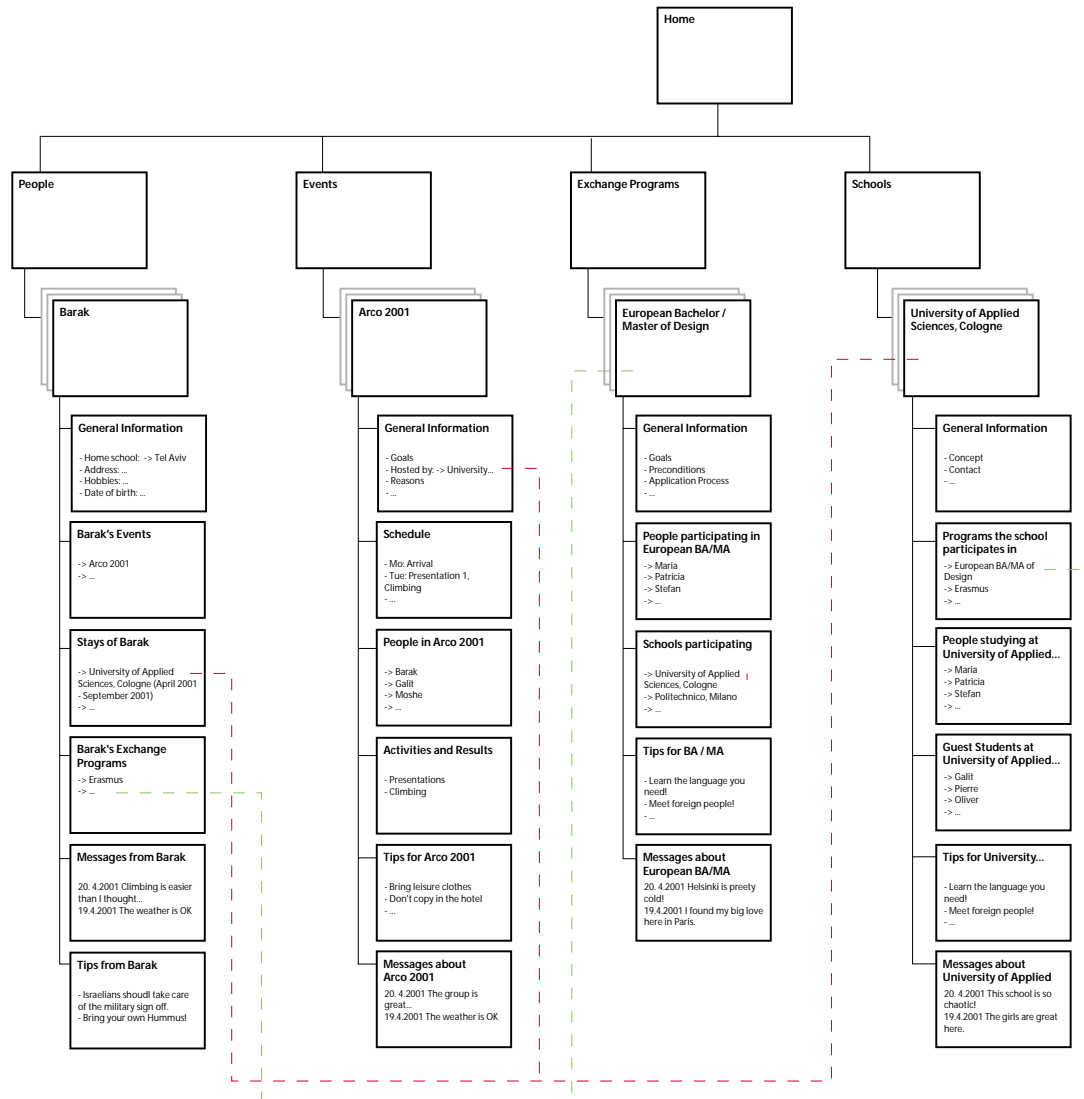 Home
People
Events
Exchange Programs
Schools
Barak
Arco 2001
European Bachelor /
Master of Design
University of Applied
Sciences, Cologne
General Information
- Home school:  -> Tel Aviv
- Address: ...
- Hobbies: ...
- Date of birth: ...
Barak's Events
-> Arco 2001
-> ...
Stays of Barak
-> University of Applied
Sciences, Cologne (April 2001
- September 2001)
-> ...
Barak's Exchange
Programs
-> Erasmus
-> ...
Messages from Barak
20. 4.2001 Climbing is easier
than I thought...
19.4.2001 The weather is OK
Tips from Barak
- Israelians shoudl take care
of the military sign off.
- Bring your own Hummus!
General Information
- Goals
- Hosted by: -> University...
- Reasons
- ...
Schedule
- Mo: Arrival
- Tue: Presentation 1,
Climbing
- ...
People in Arco 2001
-> Barak
-> Galit
-> Moshe
-> ...
Activities and Results
- Presentations
- Climbing
Tips for Arco 2001
- Bring leisure clothes
- Don't copy in the hotel
- ...
Messages about
Arco 2001
20. 4.2001 The group is
great...
19.4.2001 The weather is OK
General Information
- Goals
- Preconditions
- Application Process
- ...
People participating in
European BA/MA
-> Maria
-> Patricia
-> Stefan
-> ...
Schools participating
-> University of Applied
Sciences, Cologne
-> Politechnico, Milano
-> ...
Tips for BA / MA
- Learn the language you
need!
- Meet foreign people!
- ...
Messages about
European BA/MA
20. 4.2001 Helsinki is preety
cold!
19.4.2001 I found my big love
here in Paris.
General Information
- Concept
- Contact
- ...
Programs the school
participates in
-> European BA/MA of
Design
-> Erasmus
-> ...
People studying at
University of Applied...
-> Maria
-> Patricia
-> Stefan
-> ...
Guest Students at
University of Applied...
-> Galit
-> Pierre
-> Oliver
-> ...
Tips for University...
- Learn the language you
need!
- Meet foreign people!
- ...
Messages about
University of Applied
20. 4.2001 This school is so
chaotic!
19.4.2001 The girls are great
here.